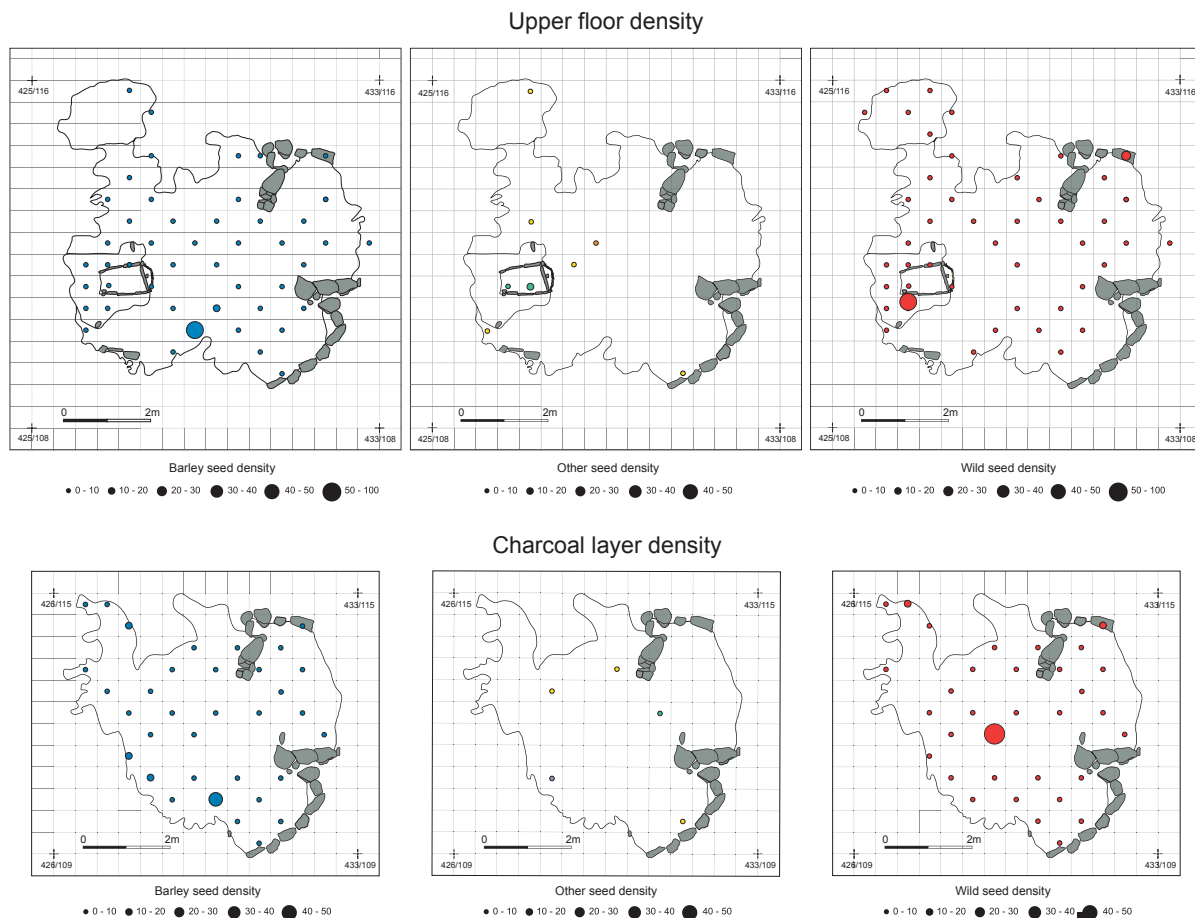 Upper floor density
425/116 433/116 425/116 433/116 425/116 433/116
0 2m 0 2m 0 2m
425/108 433/108 425/108 433/108 425/108 433/108
Barley seed density Other seed density Wild seed density
0 - 10 10 - 20 20 - 30 30 - 40 40 - 50 50 - 100 0 - 10 10 - 20 20 - 30 30 - 40 40 - 50 0 - 10 10 - 20 20 - 30 30 - 40 40 - 50 50 - 100
Charcoal layer density
426/115 433/115 426/115 433/115 426/115 433/115
0 2m 0 2m 0 2m
426/109 433/109 426/109 433/109 426/109 433/109
Barley seed density Other seed density Wild seed density
0 - 10 10 - 20 20 - 30 30 - 40 40 - 50 0 - 10 10 - 20 20 - 30 30 - 40 40 - 50 0 - 10 10 - 20 20 - 30 30 - 40 40 - 50